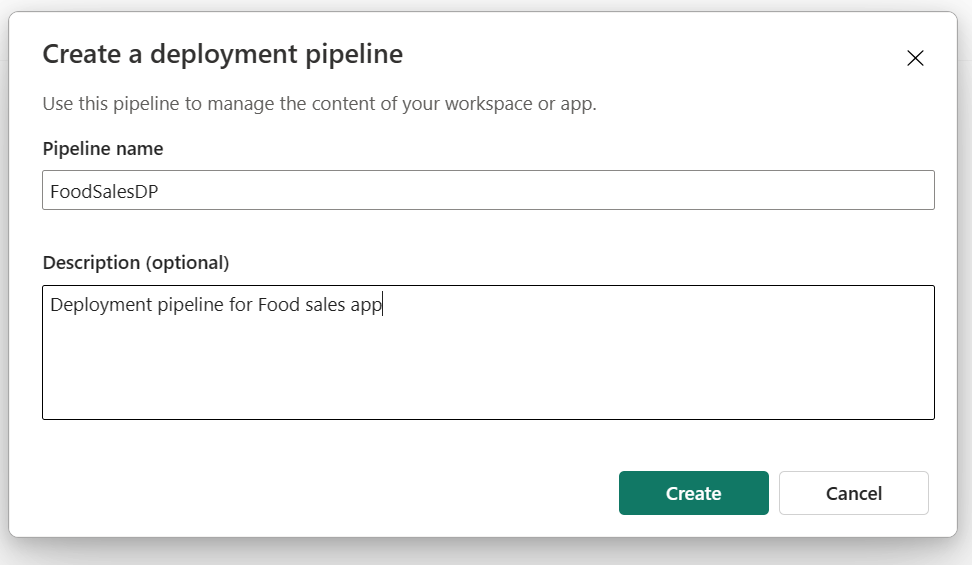 Create a deployment pipeline
Use this pipeline to manage the content of your workspace or app.
Pipeline name
FoodSalesDP
Description (optional)
Deployment pipeline for Food sales app
Create Cancel